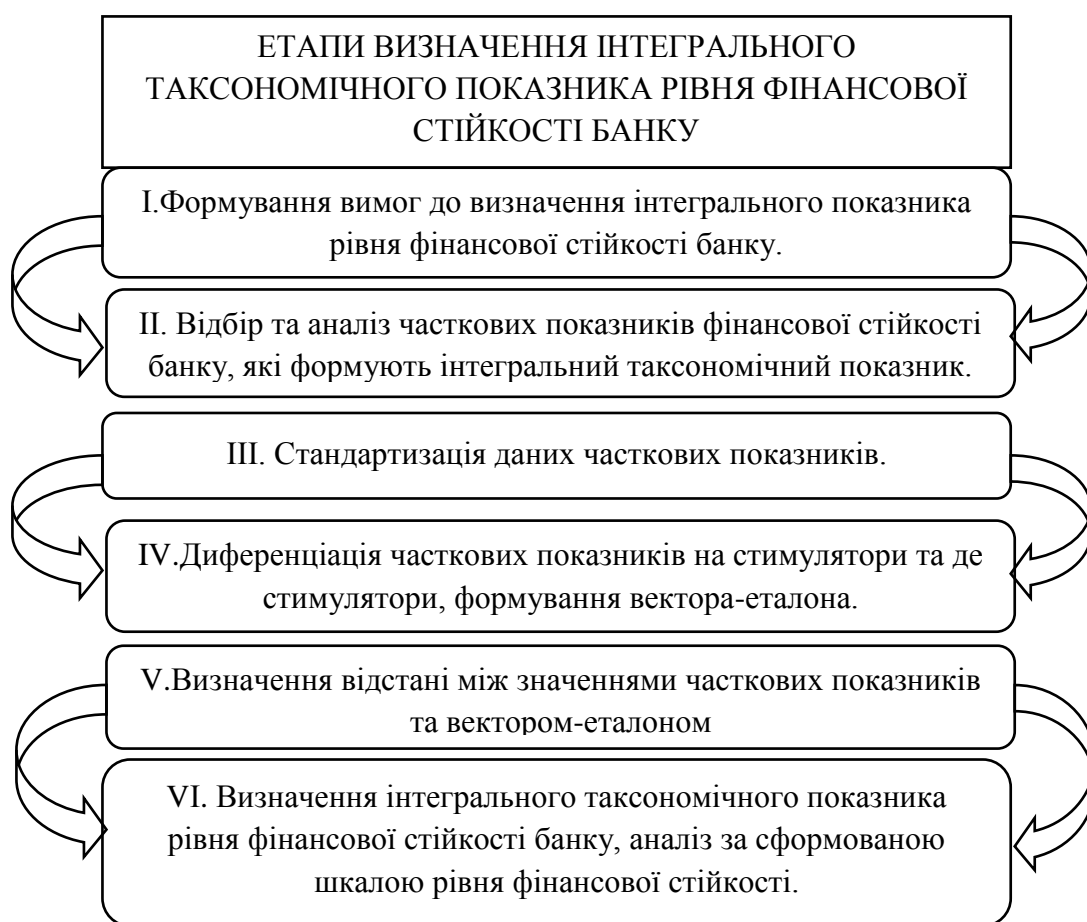 ЕТАПИ ВИЗНАЧЕННЯ ІНТЕГРАЛЬНОГО
ТАКСОНОМІЧНОГО ПОКАЗНИКА РІВНЯ ФІНАНСОВОЇ
СТІЙКОСТІ БАНКУ
І.Формування вимог до визначення інтегрального показника
рівня фінансової стійкості банку.
ІІ. Відбір та аналіз часткових показників фінансової стійкості
банку, які формують інтегральний таксономічний показник.
ІІІ. Стандартизація даних часткових показників.
IV.Диференціація часткових показників на стимулятори та де
стимулятори, формування вектора-еталона.
V.Визначення відстані між значеннями часткових показників
та вектором-еталоном
VI. Визначення інтегрального таксономічного показника
рівня фінансової стійкості банку, аналіз за сформованою
шкалою рівня фінансової стійкості.